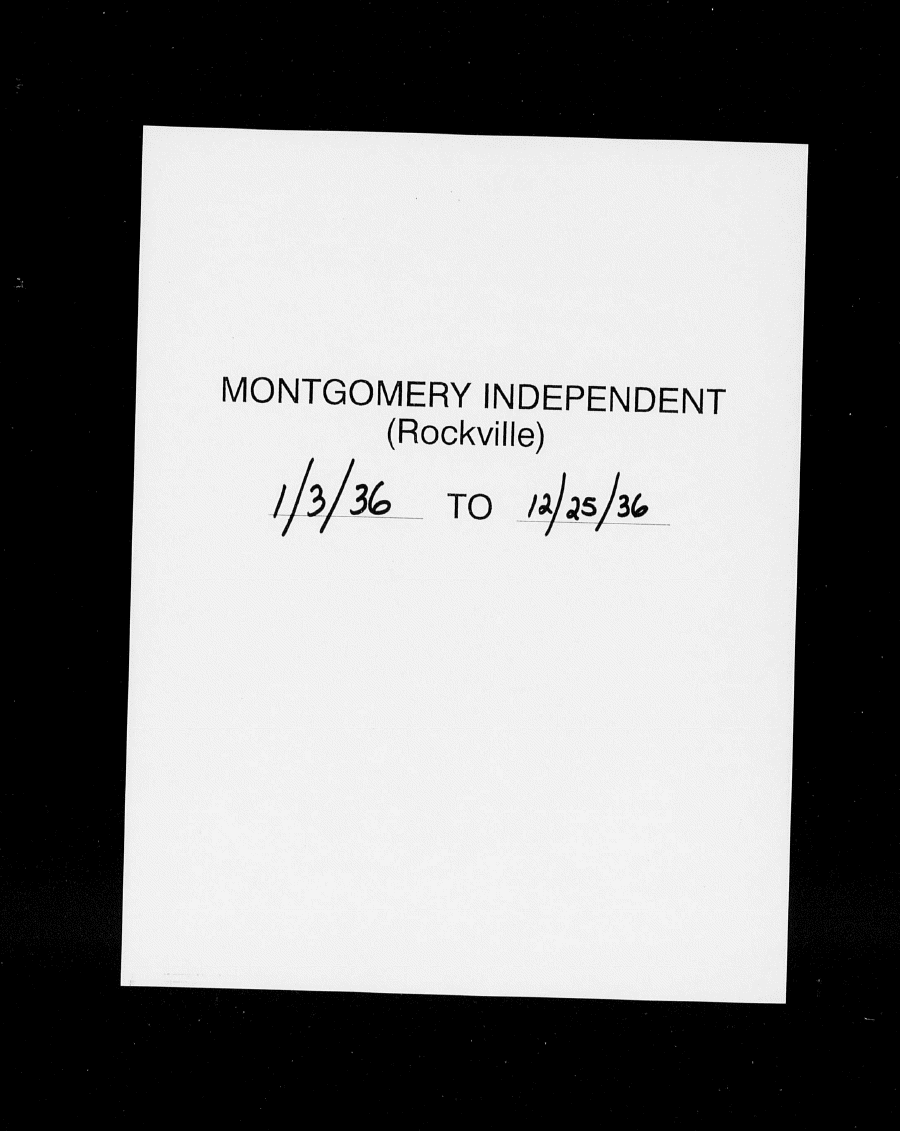 MONTGOMERY INDEPENDENT
(Rockville)
1/3/36 TO 12/25/36